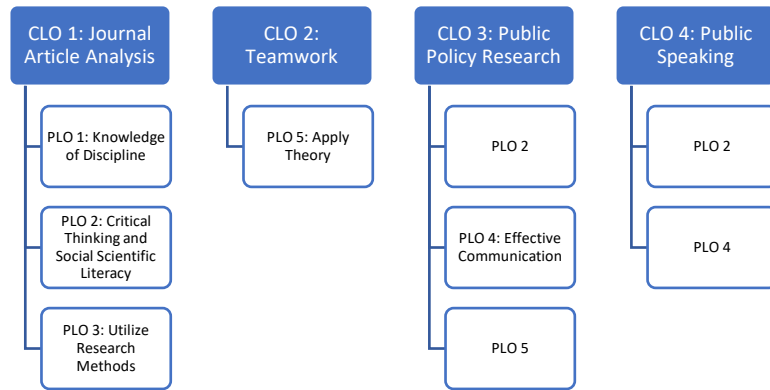 CLO 1: Journal
Article Analysis
PLO 1: Knowledge
of Discipline
PLO 2: Critical
Thinking and
Social Scientific
Literacy
PLO 3: Utilize
Research
Methods
CLO 2:
Teamwork
PLO 5: Apply
Theory
CLO 3: Public
Policy Research
PLO 2
PLO 4: Effective
Communication
PLO 5
CLO 4: Public
Speaking
PLO 2
PLO 4